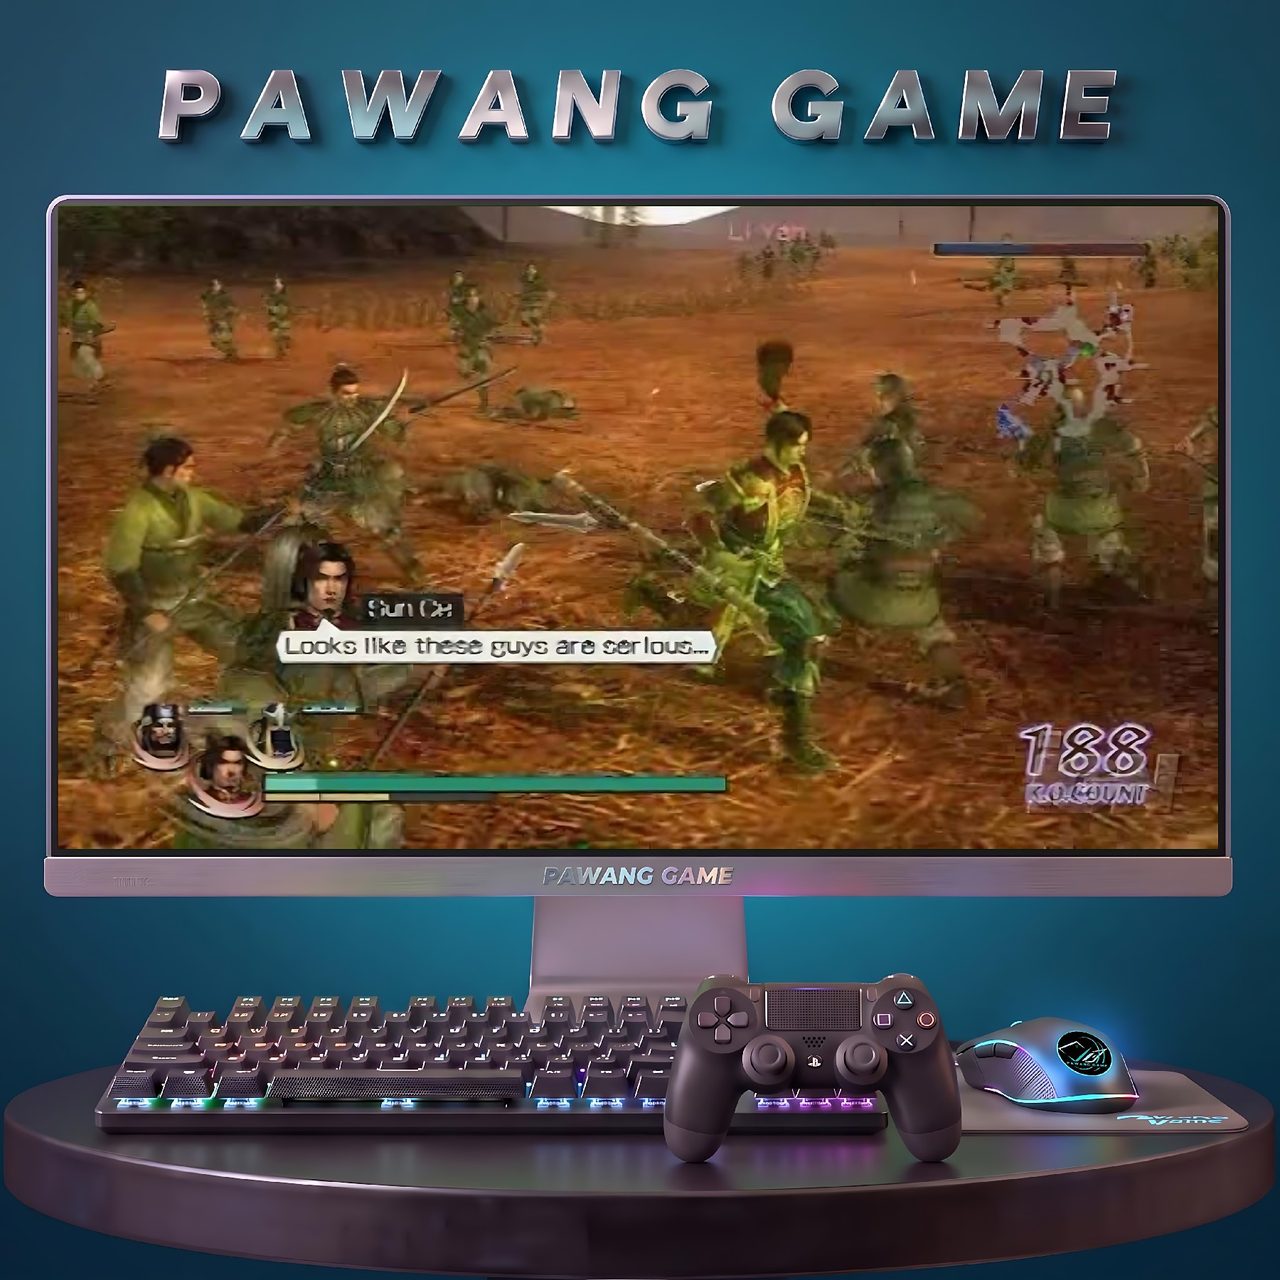 PAWANG GAME
Li Yan
Sun Ce
Looks like these guys are serious...
188
K.O.COUNT
PAWANG GAME